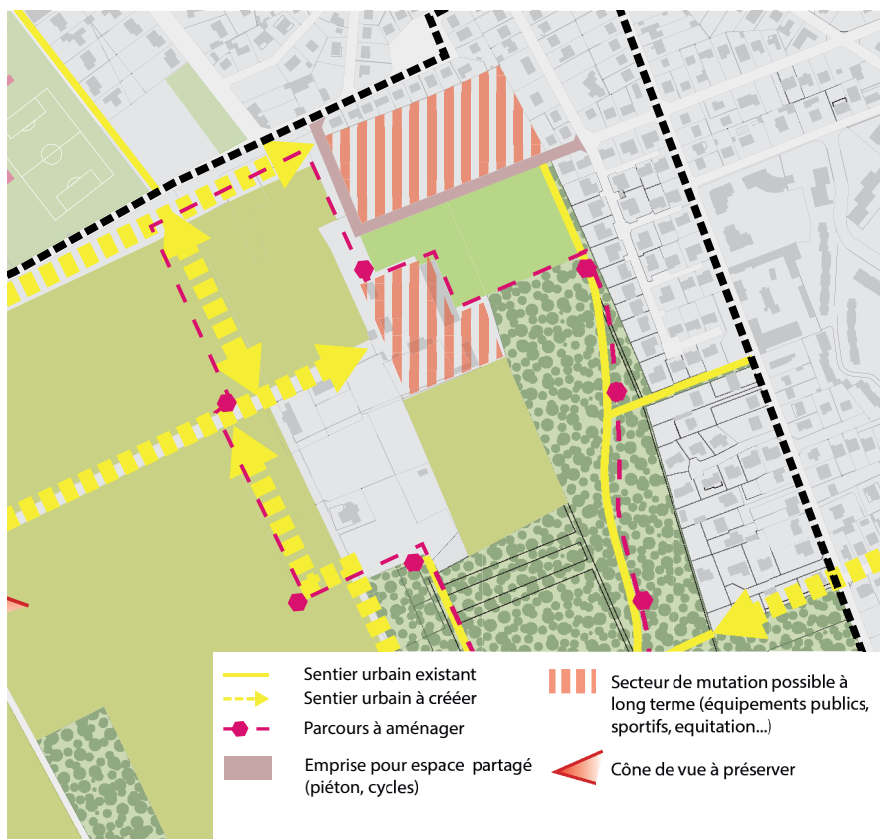 Sentier urbain existant
Sentier urbain à crééer
Parcours à aménager
Emprise pour espace partagé
(piéton, cycles)
Secteur de mutation possible à
long terme (équipements publics,
sportifs, equitation...)
Cône de vue à préserver